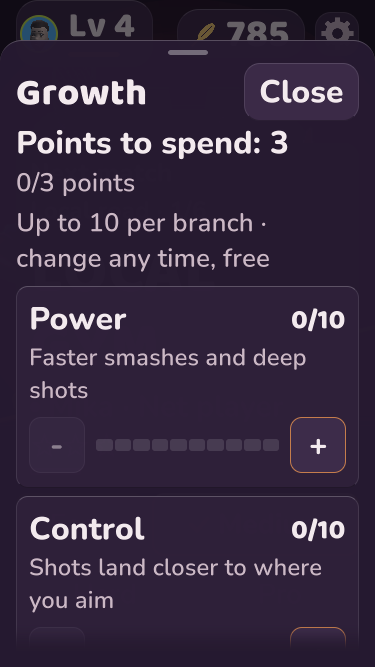 Lv 4
785
Growth
Close
Points to spend: 3
0/3 points
Up to 10 per branch ·
change any time, free
Power
0/10
Faster smashes and deep
shots
-
+
Control
0/10
Shots land closer to where
you aim